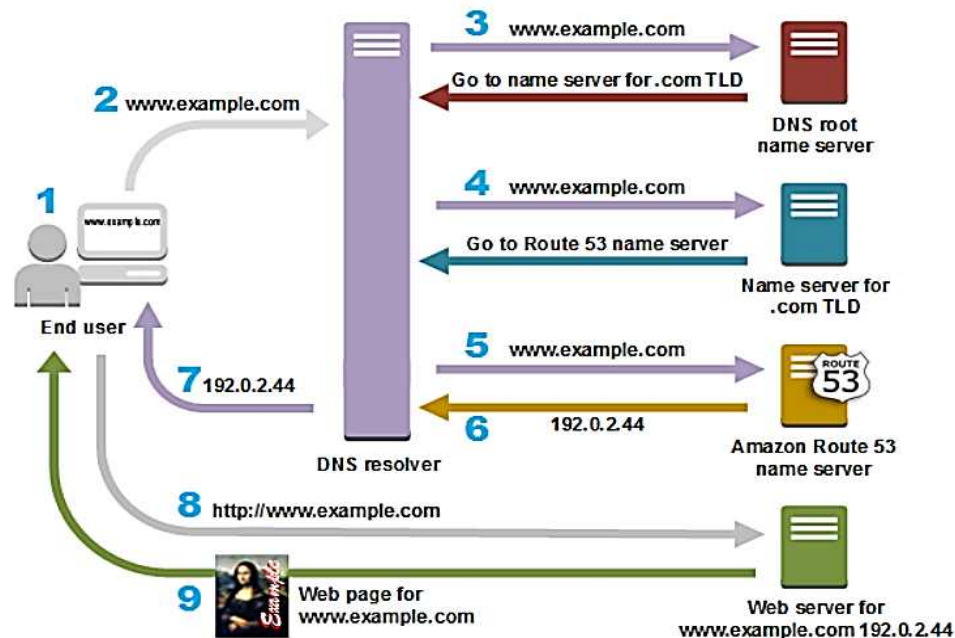 3 www.example.com
Go to name server for .com TLD
DNS root
name server
2 www.example.com
1
www.example.com
End user
4 www.example.com
Go to Route 53 name server
Name server for
.com TLD
5 www.example.com
ROUTE
53
6 192.0.2.44
Amazon Route 53
name server
7 192.0.2.44
DNS resolver
8 http://www.example.com
9
Example
Web page for
www.example.com
Web server for
www.example.com 192.0.2.44